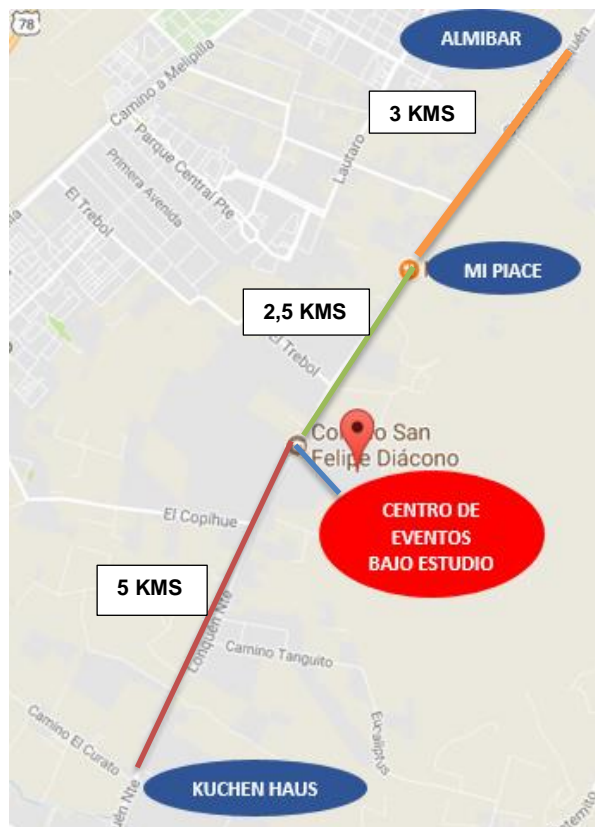 78
ALMIBAR
Camino a Melipilla
3 KMS
Lautaro
Parque Central Pte
Primera Avenida
El Trebol
MI PIACE
2,5 KMS
El Trebol
San
Felipe Diácono
CENTRO DE
EVENTOS
BAJO ESTUDIO
El Copihue
5 KMS
Lonquén Nte
Camino Tanguito
Camino El Curato
Eucaliptus
KUCHEN HAUS
quén Nte